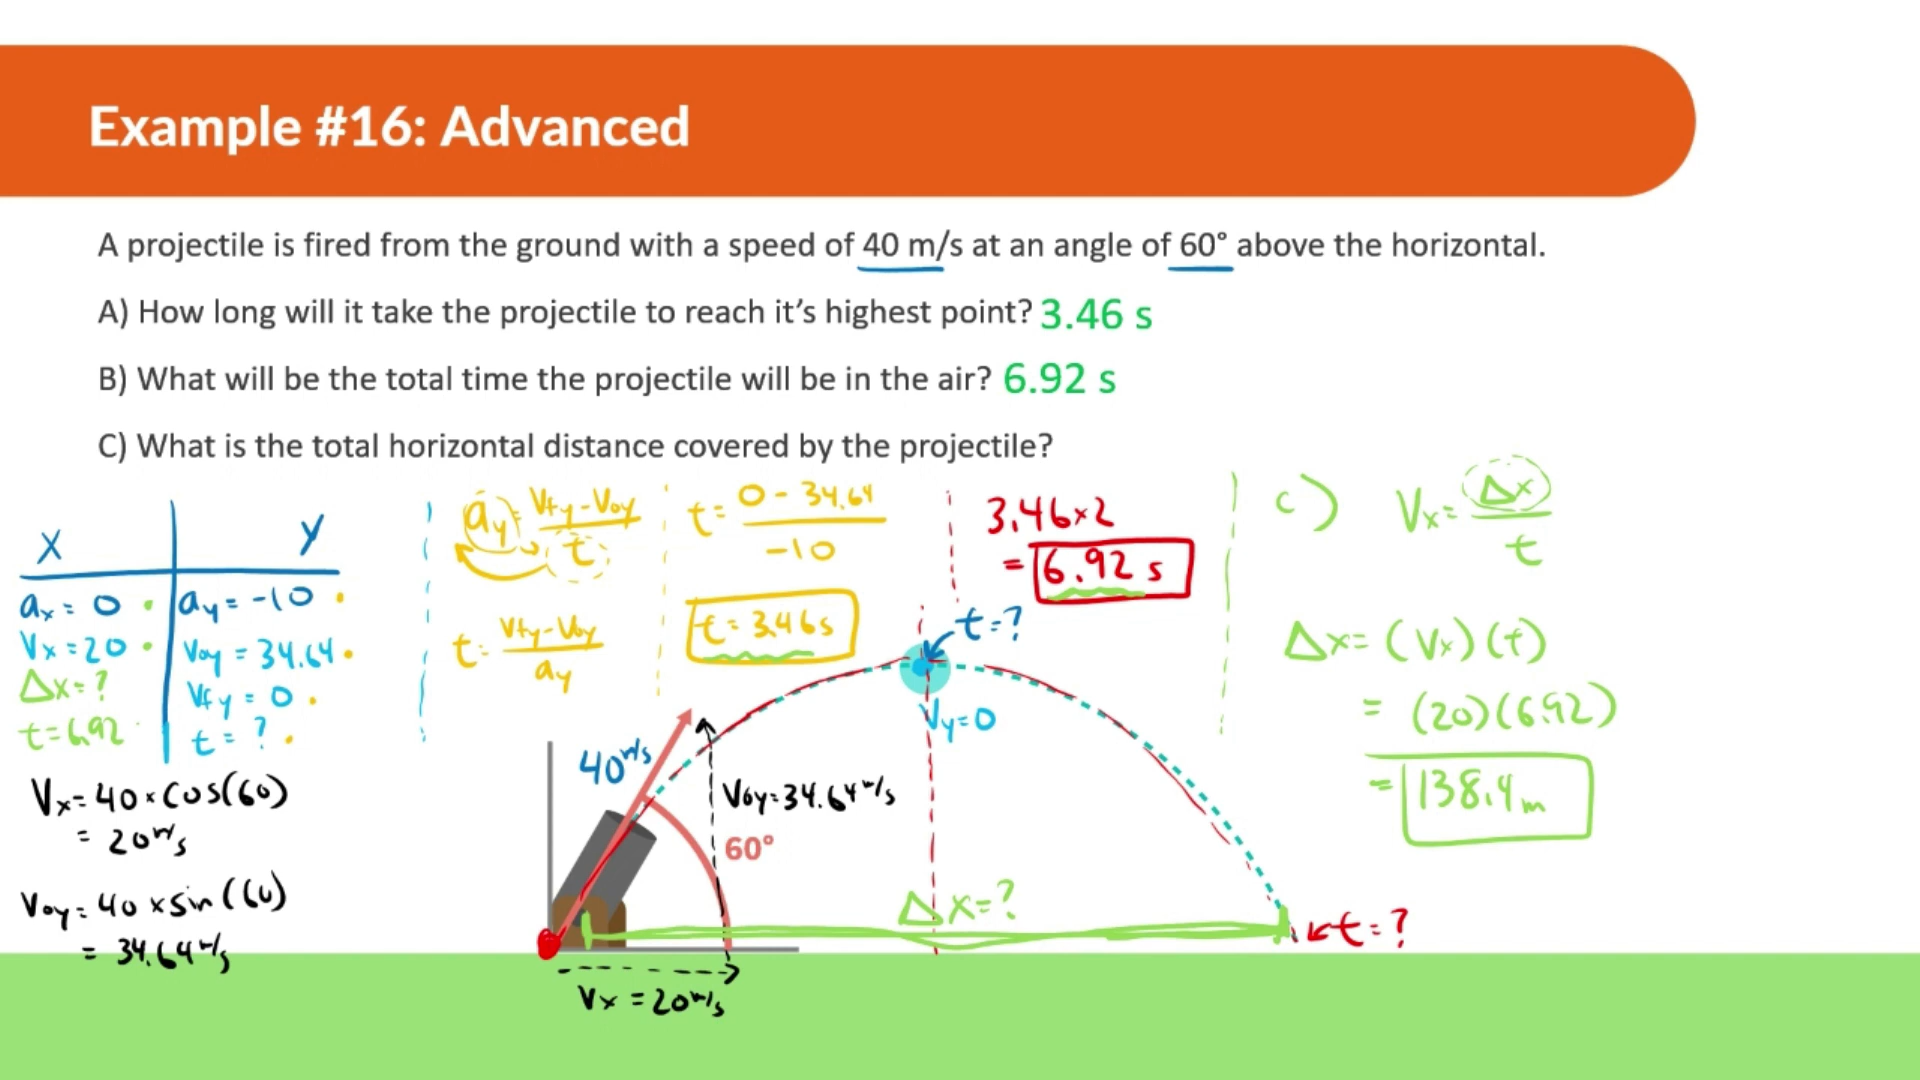 Example #16: Advanced
A projectile is fired from the ground with a speed of 40 m/s at an angle of 60° above the horizontal.
A) How long will it take the projectile to reach it's highest point? 3.46 s
B) What will be the total time the projectile will be in the air? 6.92 s
C) What is the total horizontal distance covered by the projectile?
X Y
ax = 0 ay = -10
Vx = 20 Voy = 34.64
Δx = ? Vfy = 0
t = 6.92 t = ?
Vx = 40 × cos(60)
= 20 m/s
Voy = 40 × sin(60)
= 34.64 m/s
ay = Vfy - Voy / t
t = Vfy - Voy / ay
t = 0 - 34.64 / -10
t = 3.46 s
3.46 × 2
= 6.92 s
t = ?
Vy = 0
40 m/s
Voy = 34.64 m/s
60°
Δx = ?
t = ?
Vx = 20 m/s
c) Vx = Δx / t
Δx = (Vx)(t)
= (20)(6.92)
= 138.4 m